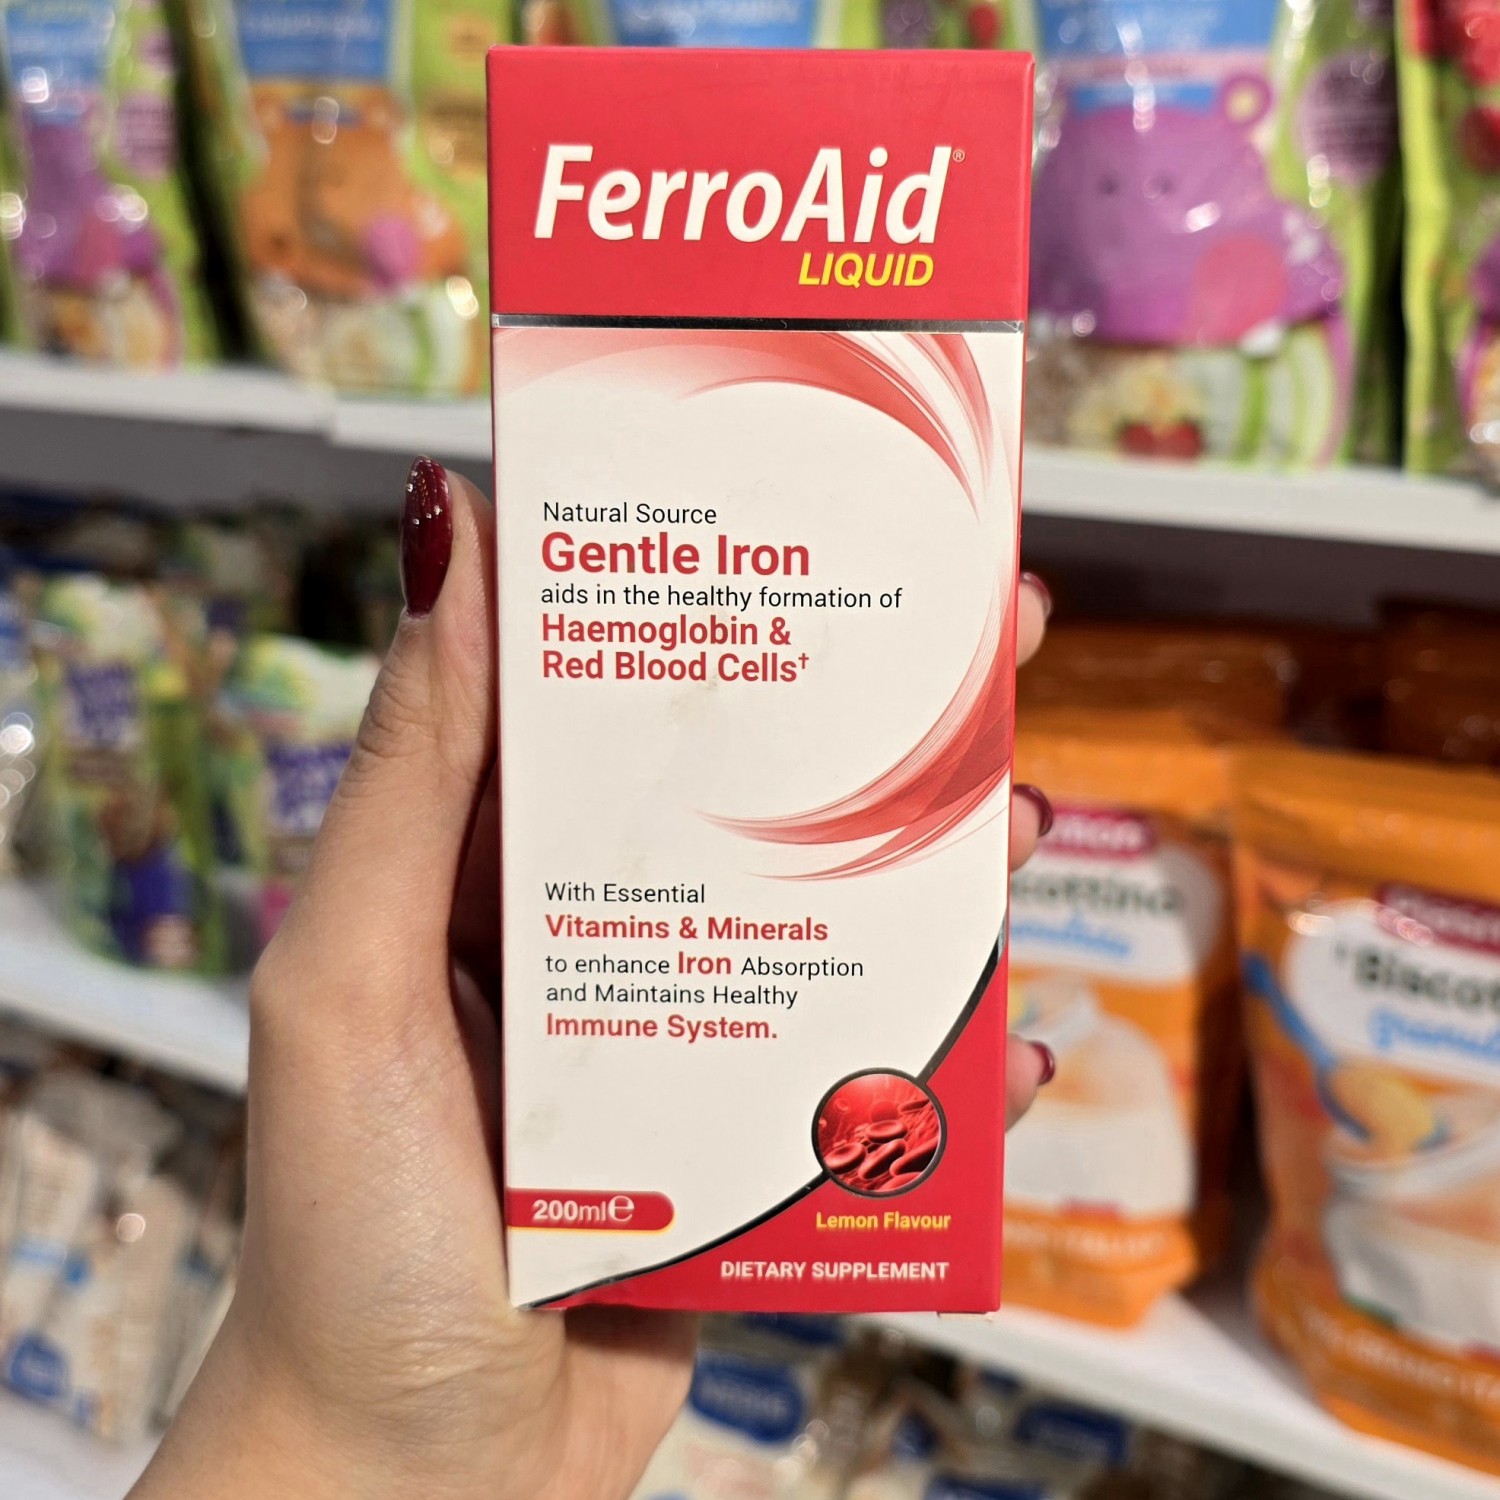 FerroAid®
LIQUID
Natural Source
Gentle Iron
aids in the healthy formation of
Haemoglobin &
Red Blood Cells†
With Essential
Vitamins & Minerals
to enhance Iron Absorption
and Maintains Healthy
Immune System.
200ml℮
Lemon Flavour
DIETARY SUPPLEMENT